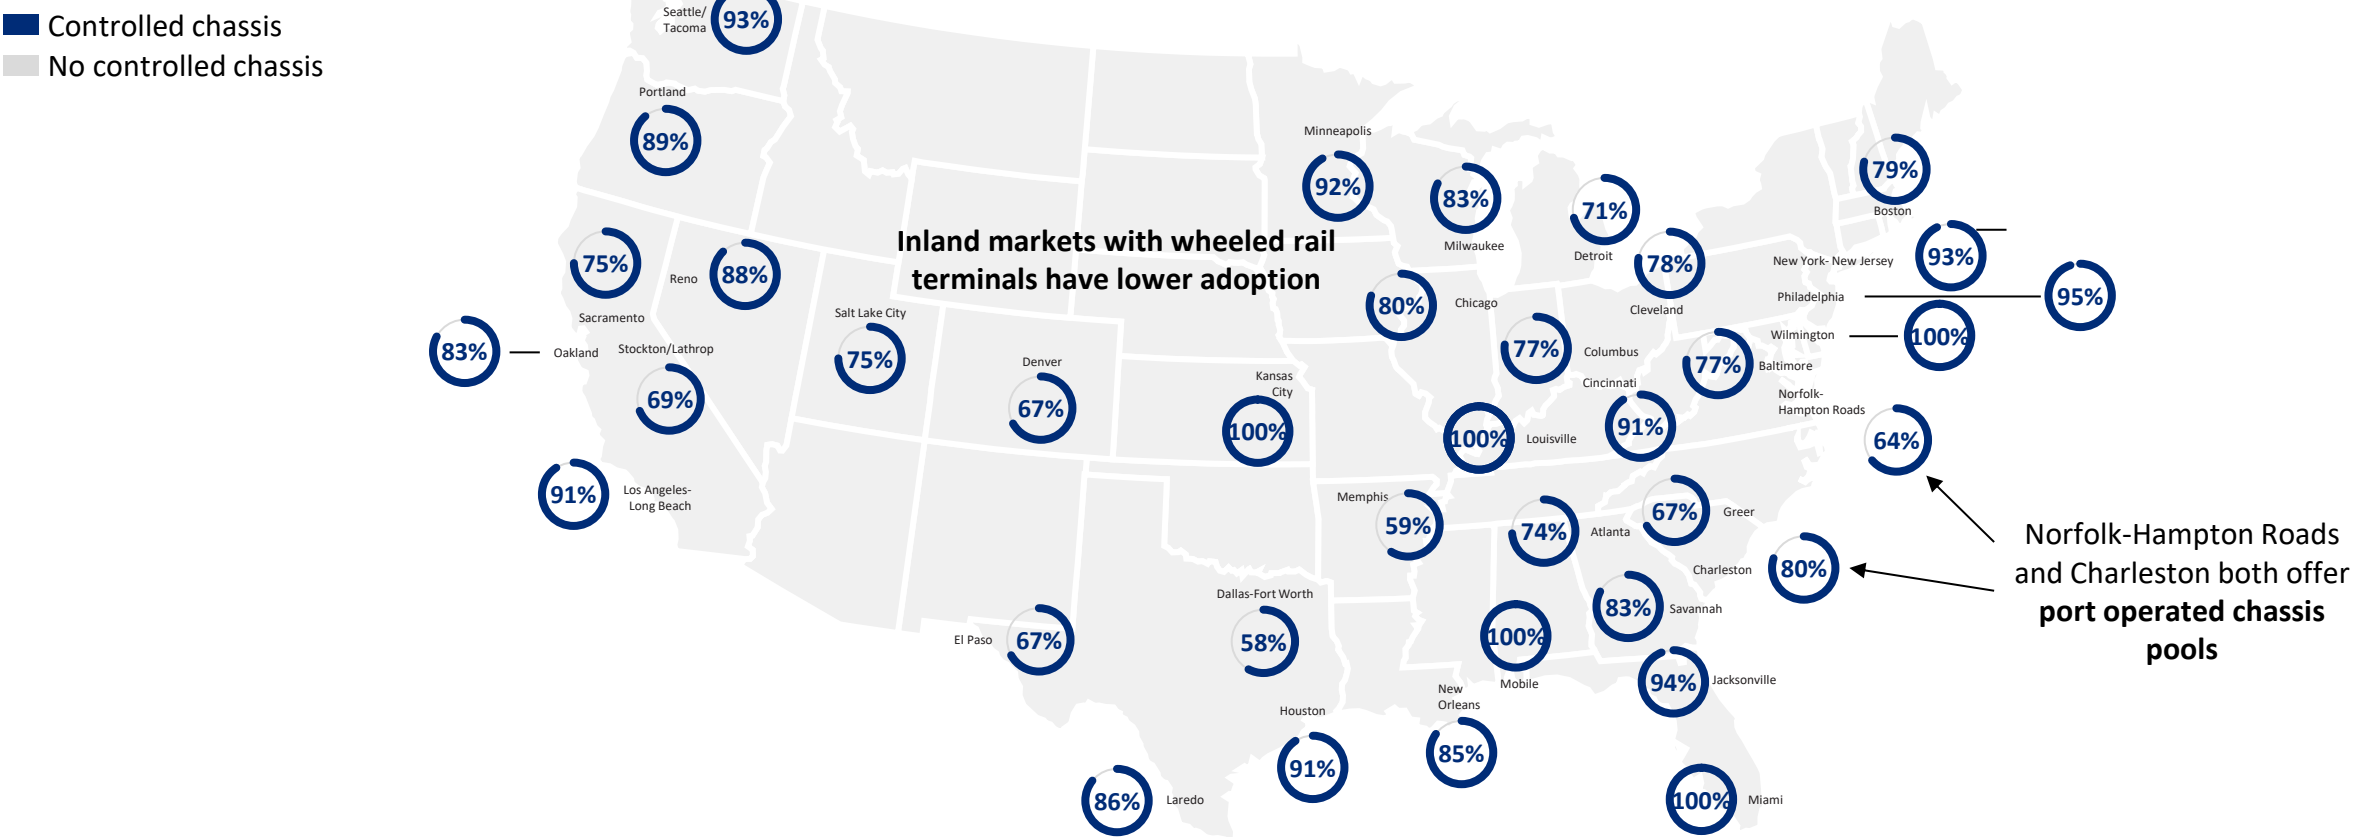 Controlled chassis
No controlled chassis
Seattle/
Tacoma
93%
Portland
89%
Minneapolis
92%
83%
Milwaukee
71%
Detroit
78%
Cleveland
79%
Boston
New York- New Jersey
93%
Philadelphia
95%
Wilmington
100%
75%
Sacramento
Reno
88%
Inland markets with wheeled rail
terminals have lower adoption
80%
Chicago
77%
Columbus
77%
Baltimore
83%
Oakland
Stockton/Lathrop
69%
Salt Lake City
75%
Denver
67%
Kansas
City
100%
100%
Louisville
Cincinnati
91%
Norfolk-
Hampton Roads
64%
91%
Los Angeles-
Long Beach
Memphis
59%
74%
Atlanta
67%
Greer
Charleston
80%
Norfolk-Hampton Roads
and Charleston both offer
port operated chassis
pools
El Paso
67%
Dallas-Fort Worth
58%
100%
Mobile
83%
Savannah
94%
Jacksonville
Houston
91%
New
Orleans
85%
86%
Laredo
100%
Miami